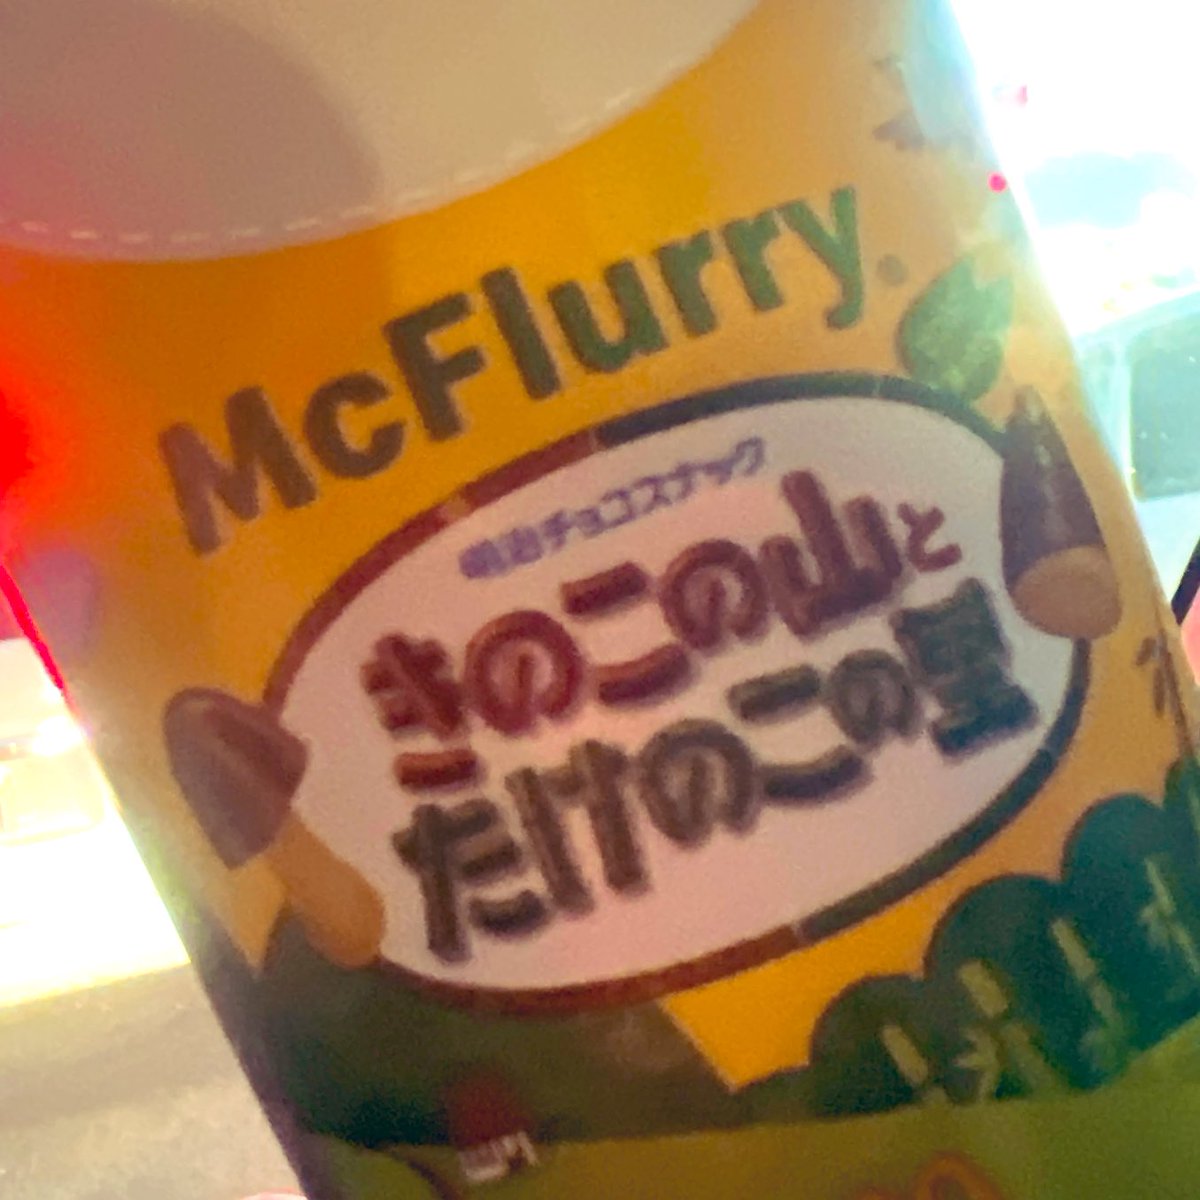 McFlurry
明治チョコスナック
きのこの山と
たけのこの里